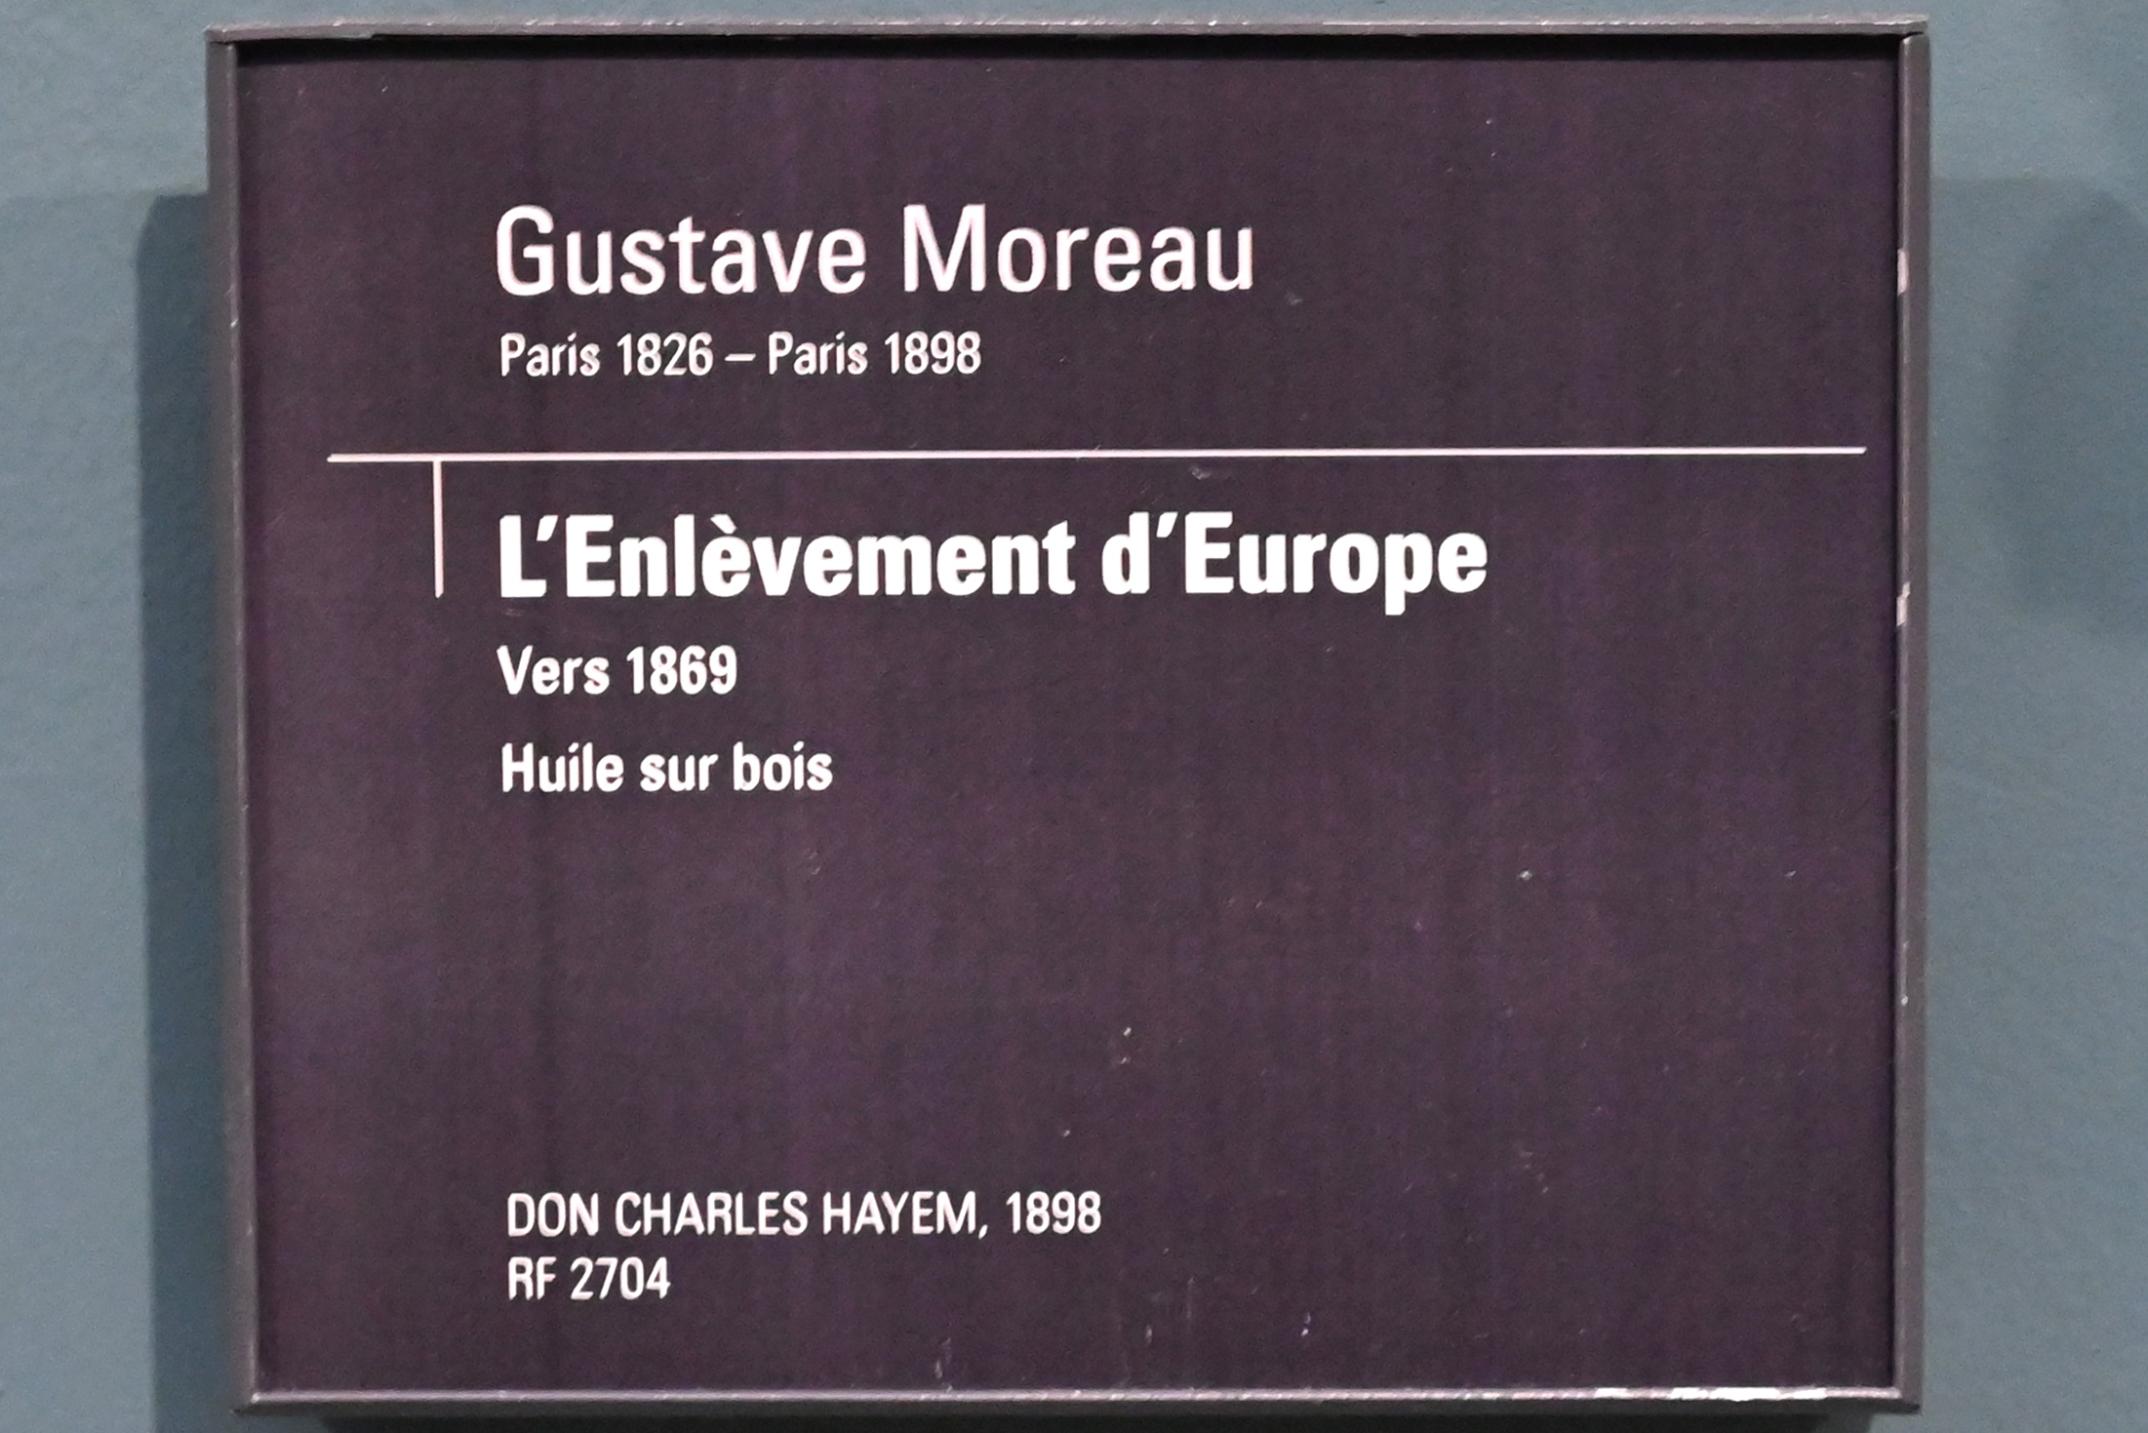 Gustave Moreau
Paris 1826 – Paris 1898
L'Enlèvement d'Europe
Vers 1869
Huile sur bois
DON CHARLES HAYEM, 1898
RF 2704